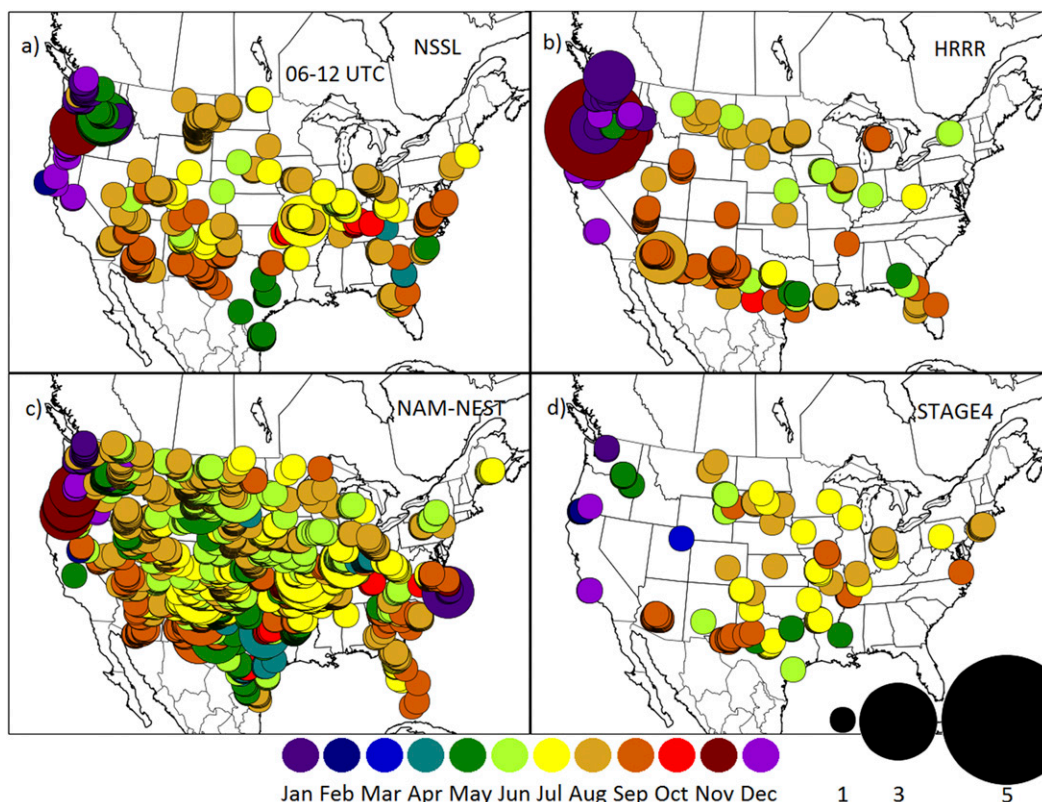 a)
NSSL
06-12 UTC
b)
HRRR
c)
NAM-NEST
d)
STAGE4
Jan Feb Mar Apr May Jun Jul Aug Sep Oct Nov Dec
1 3 5